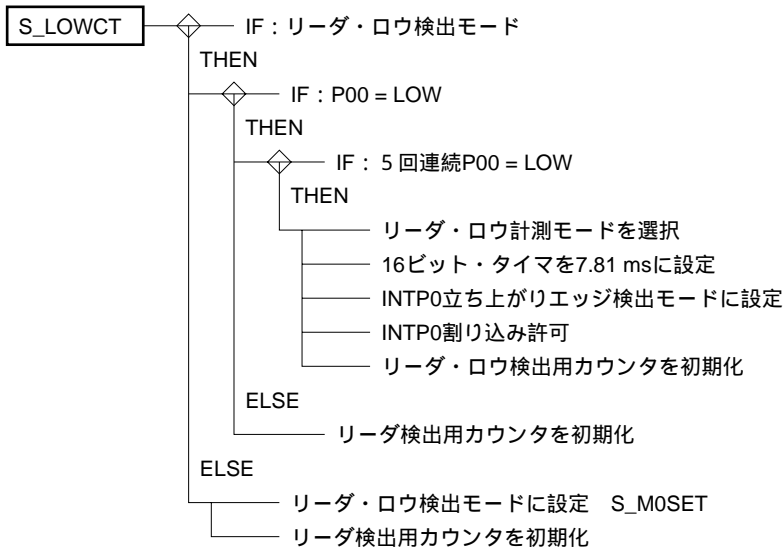 S_LOWCT IF：リーダ・ロウ検出モード
THEN
IF：P00 = LOW
THEN
IF：５回連続P00 = LOW
THEN
リーダ・ロウ計測モードを選択
16ビット・タイマを7.81 msに設定
INTP0立ち上がりエッジ検出モードに設定
INTP0割り込み許可
リーダ・ロウ検出用カウンタを初期化
ELSE
リーダ検出用カウンタを初期化
ELSE
リーダ・ロウ検出モードに設定　S_M0SET
リーダ検出用カウンタを初期化